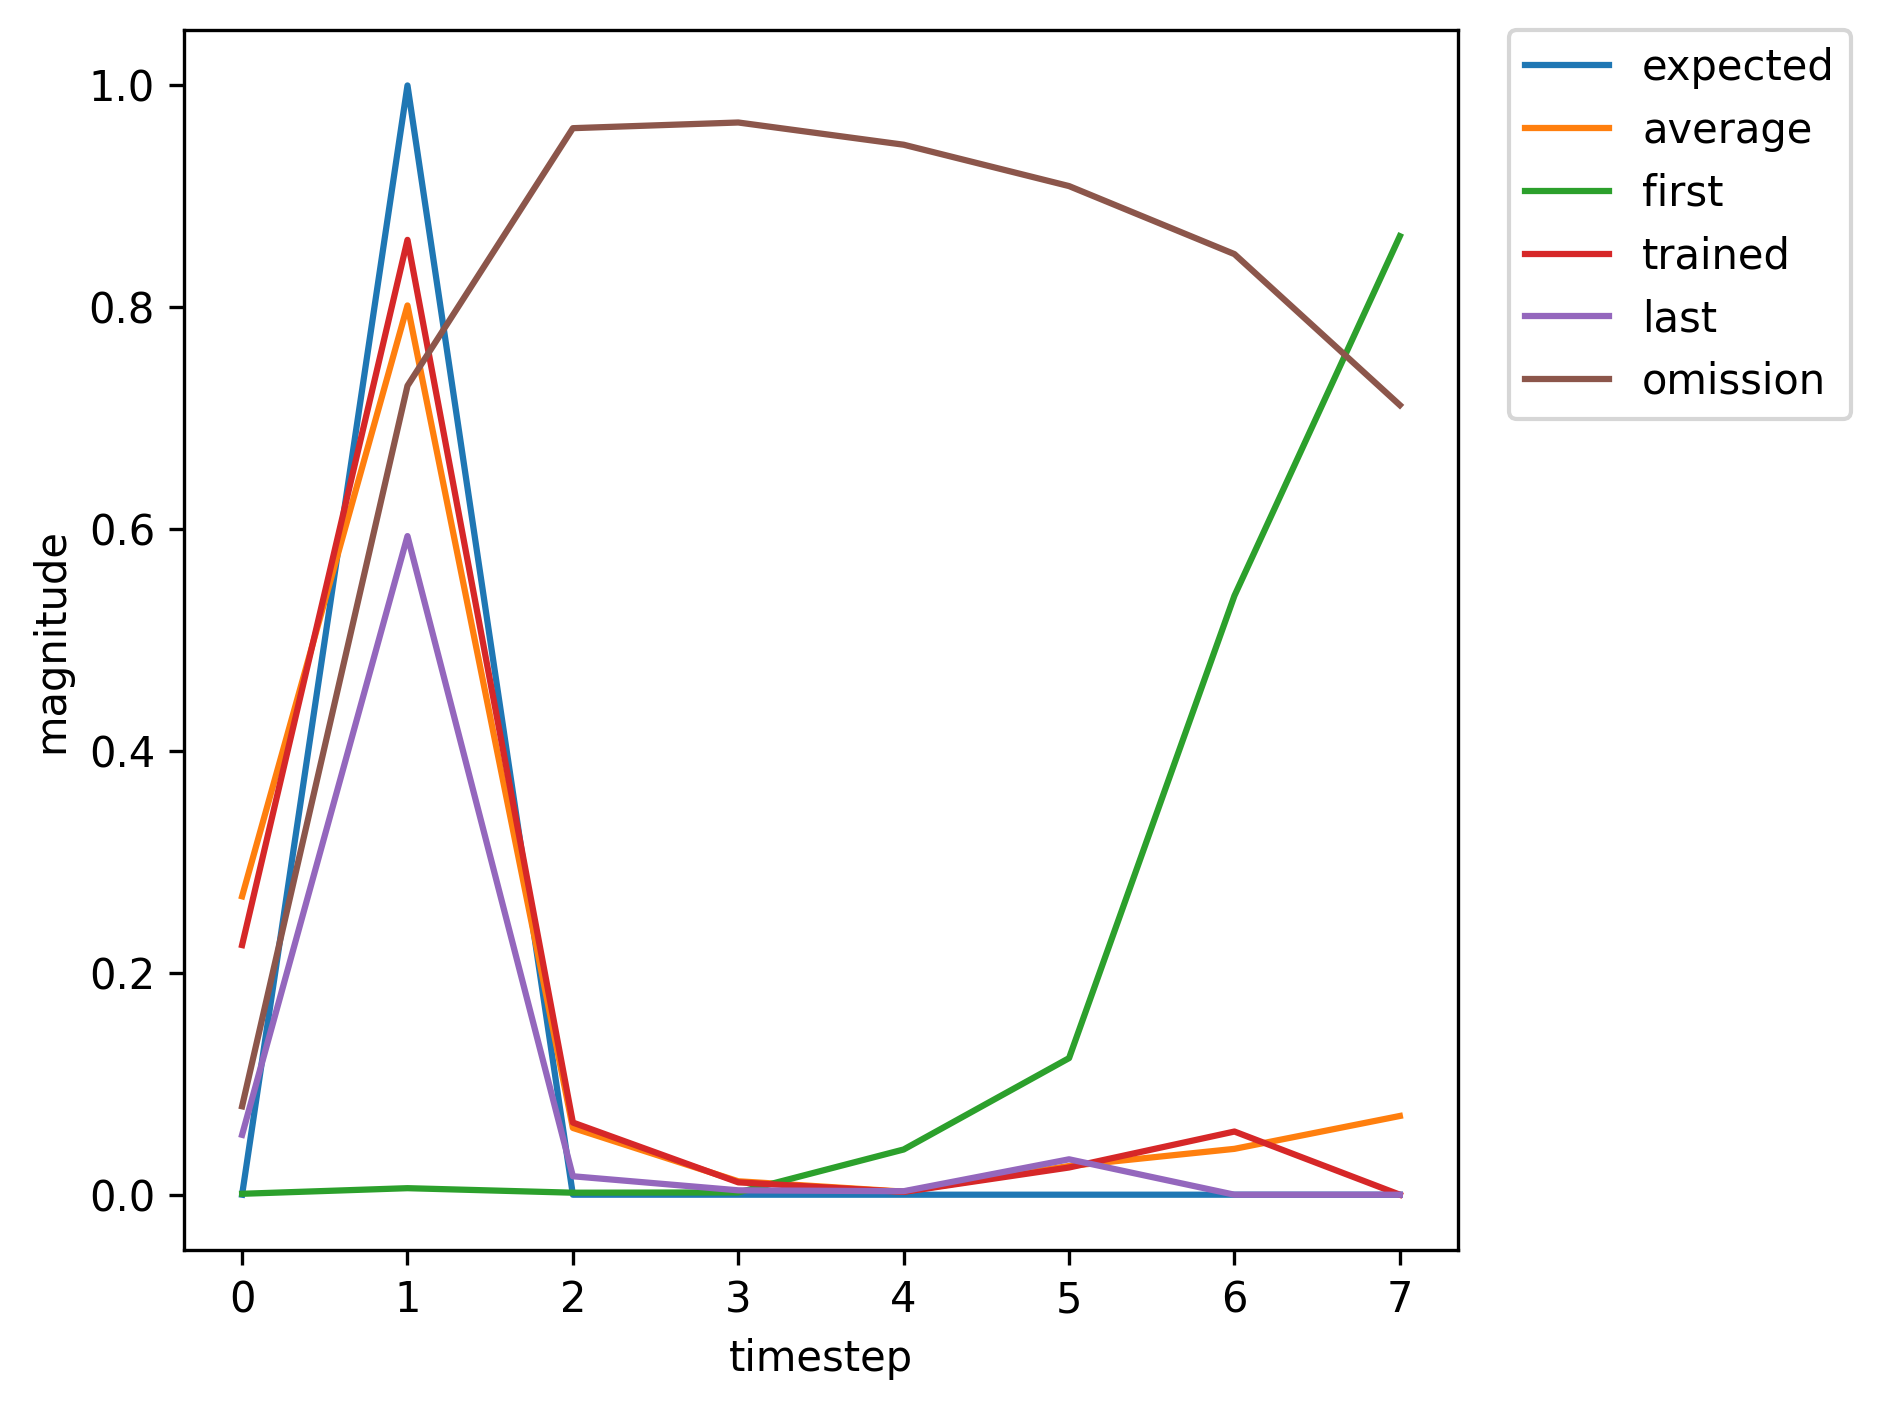 1.0
0.8
0.6
0.4
0.2
0.0
magnitude
0 1 2 3 4 5 6 7
timestep
expected
average
first
trained
last
omission